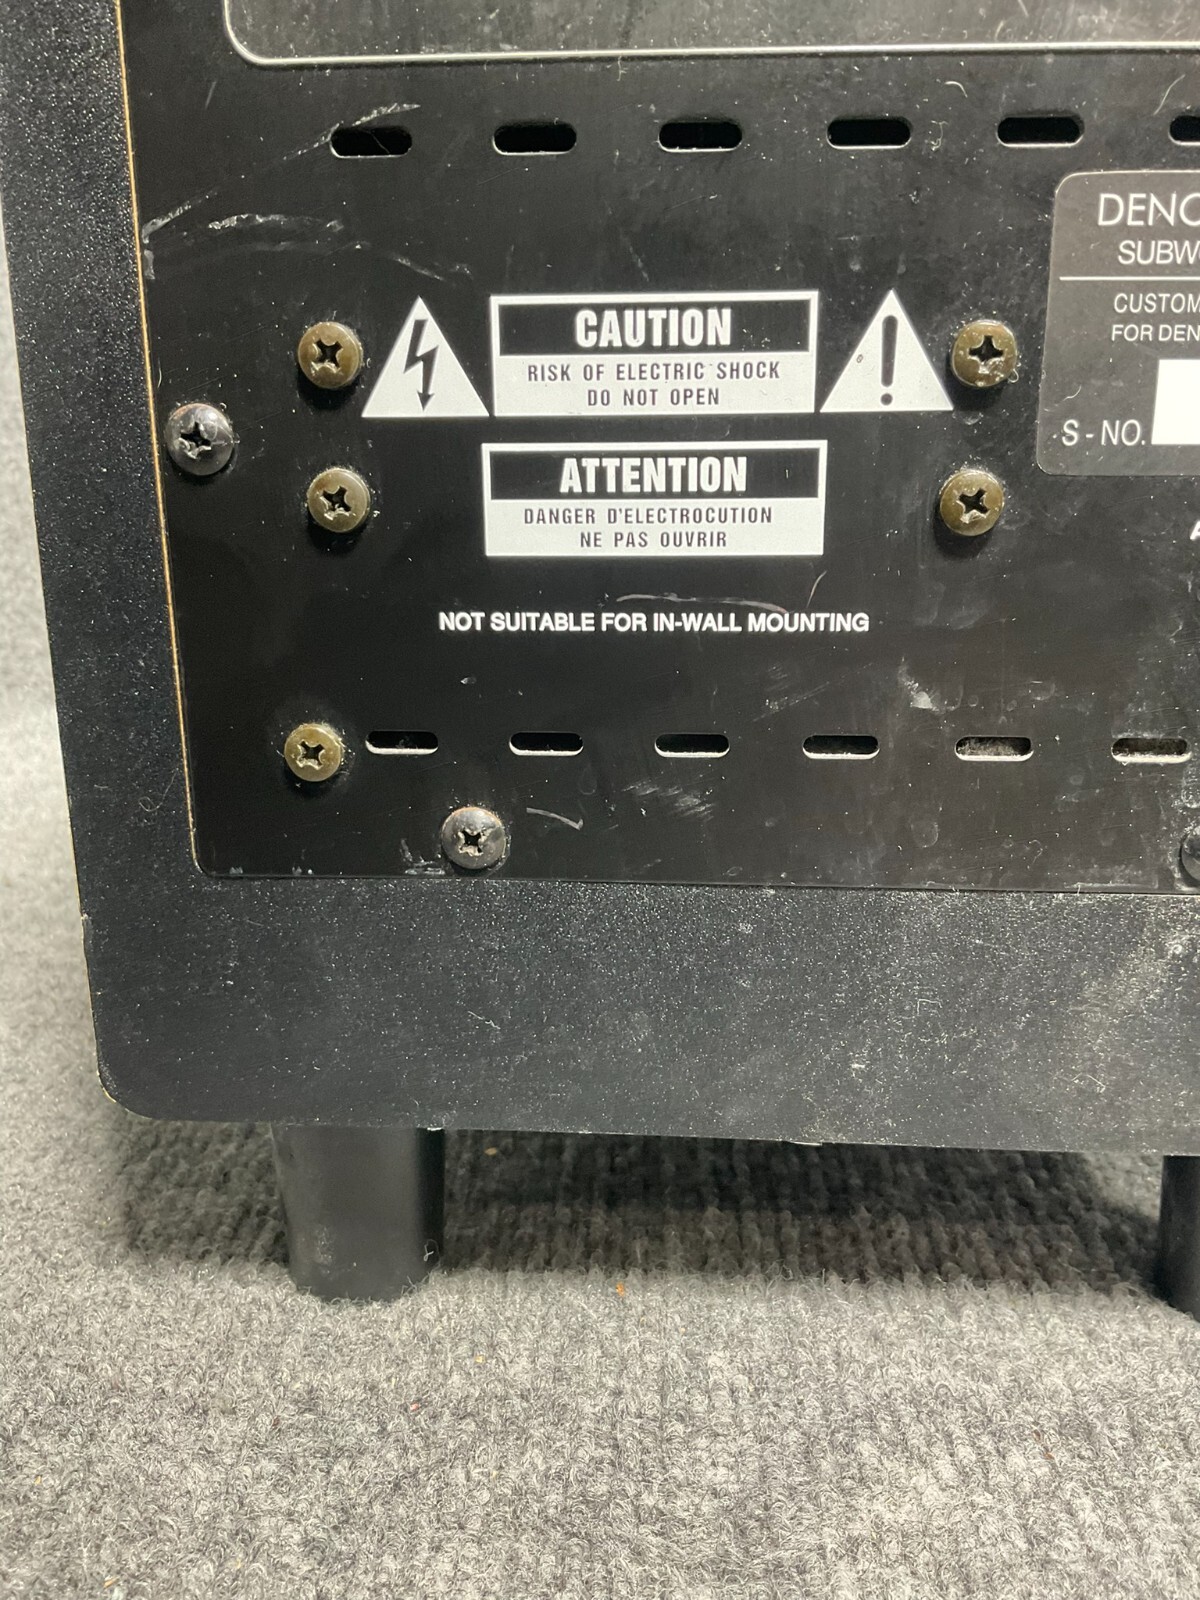 DENO
SUBWO
CUSTOM
FOR DEN
S - NO.
CAUTION
RISK OF ELECTRIC SHOCK
DO NOT OPEN
ATTENTION
DANGER D'ELECTROCUTION
NE PAS OUVRIR
A
NOT SUITABLE FOR IN-WALL MOUNTING